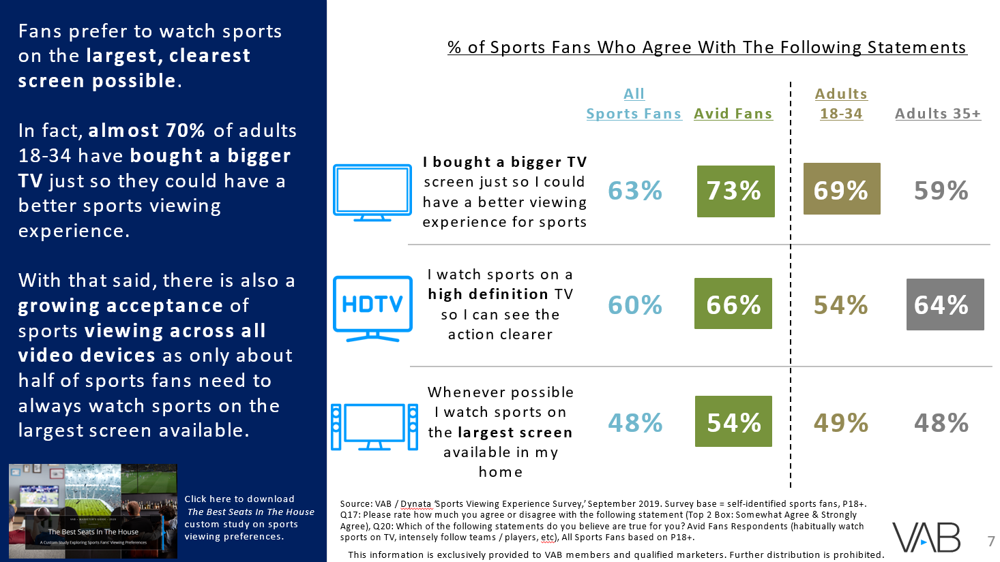 Fans prefer to watch sports
on the largest, clearest
screen possible.
In fact, almost 70% of adults
18-34 have bought a bigger
TV just so they could have a
better sports viewing
experience.
With that said, there is also a
growing acceptance of
sports viewing across all
video devices as only about
half of sports fans need to
always watch sports on the
largest screen available.
VAB - MARKETER'S GUIDE - 2020
The Best Seats In The House
A Custom Study Exploring Sports Fans' Viewing Preferences
Click here to download
The Best Seats In The House
custom study on sports
viewing preferences.
% of Sports Fans Who Agree With The Following Statements
All
Sports Fans
Avid Fans
Adults
18-34
Adults 35+
I bought a bigger TV
screen just so I could
have a better viewing
experience for sports
63%
73%
69%
59%
HDTV
I watch sports on a
high definition TV
so I can see the
action clearer
60%
66%
54%
64%
Whenever possible
I watch sports on
the largest screen
available in my
home
48%
54%
49%
48%
Source: VAB / Dynata ‘Sports Viewing Experience Survey,’ September 2019. Survey base = self-identified sports fans, P18+.
Q17: Please rate how much you agree or disagree with the following statement (Top 2 Box: Somewhat Agree & Strongly
Agree), Q20: Which of the following statements do you believe are true for you? Avid Fans Respondents (habitually watch
sports on TV, intensely follow teams / players, etc), All Sports Fans based on P18+.
This information is exclusively provided to VAB members and qualified marketers. Further distribution is prohibited.
VAB
7